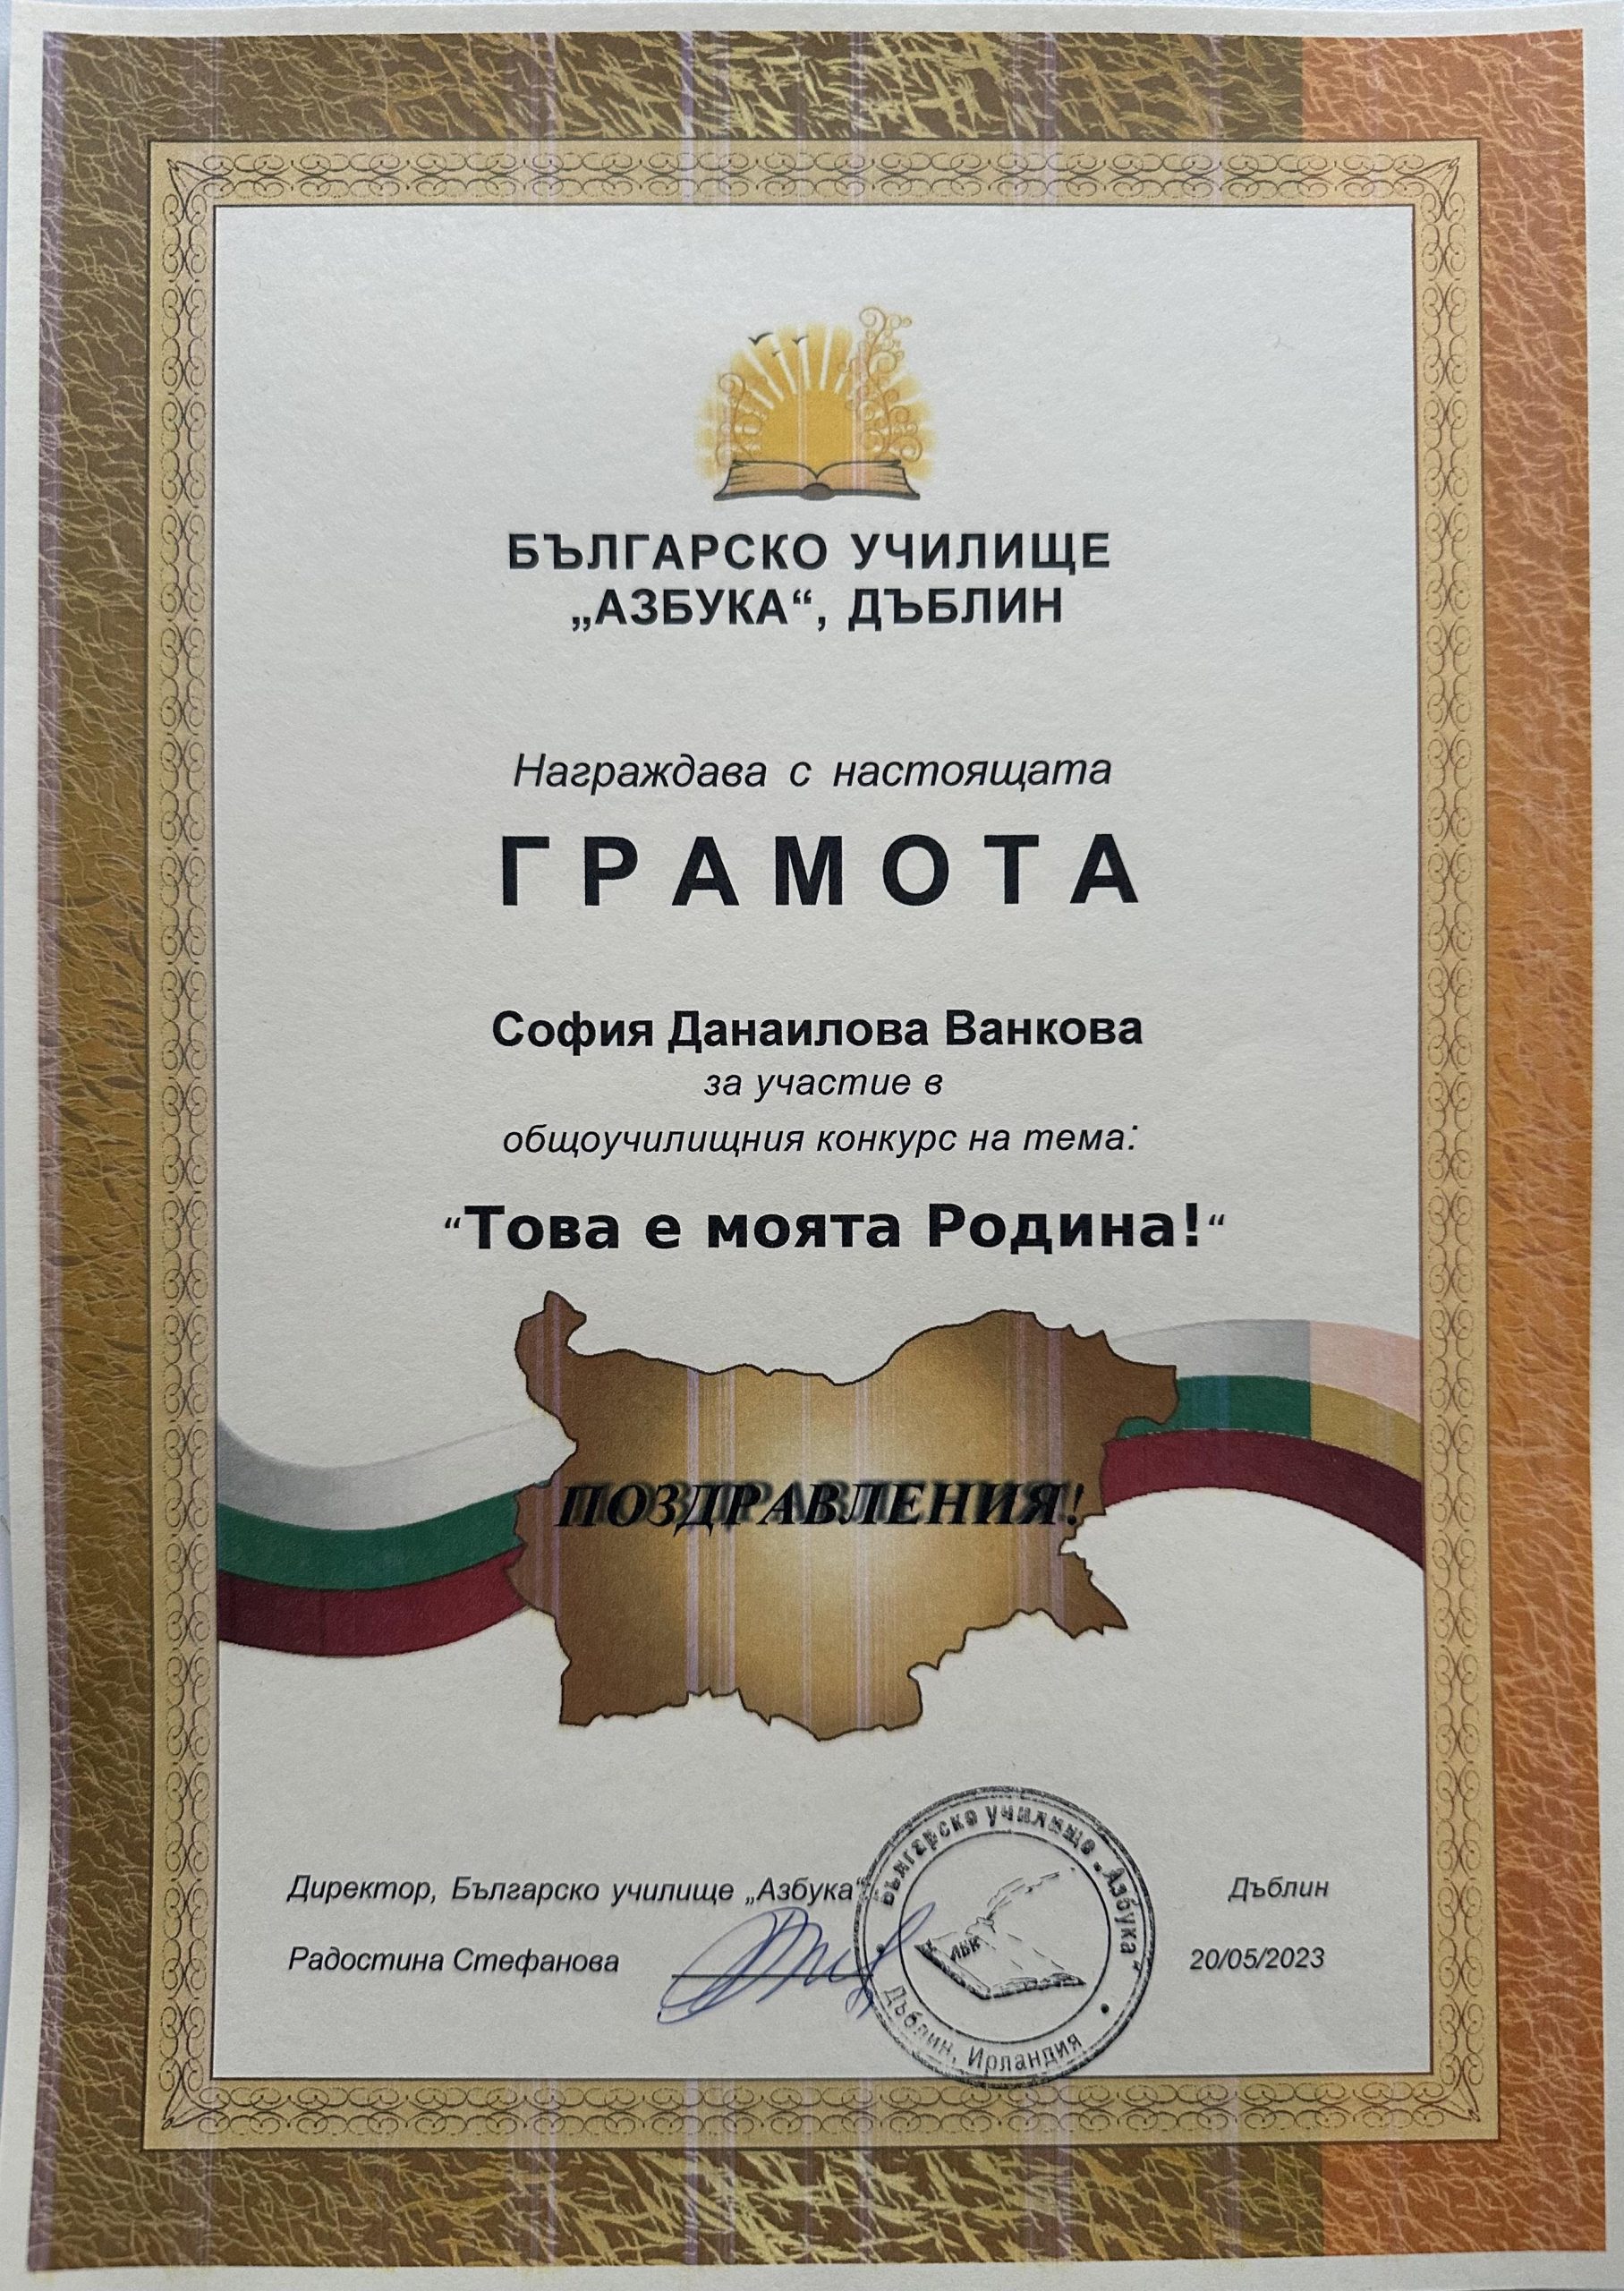 БЪЛГАРСКО УЧИЛИЩЕ
„АЗБУКА“, ДЪБЛИН
Награждава с настоящата
ГРАМОТА
София Данаилова Ванкова
за участие в
общоучилищния конкурс на тема:
“Това е моята Родина!“
ПОЗДРАВЛЕНИЯ!
Директор, Българско училище „Азбука“
Дъблин
Радостина Стефанова
20/05/2023
Българско училище „Азбука“
АБВ
Дъблин, Ирландия